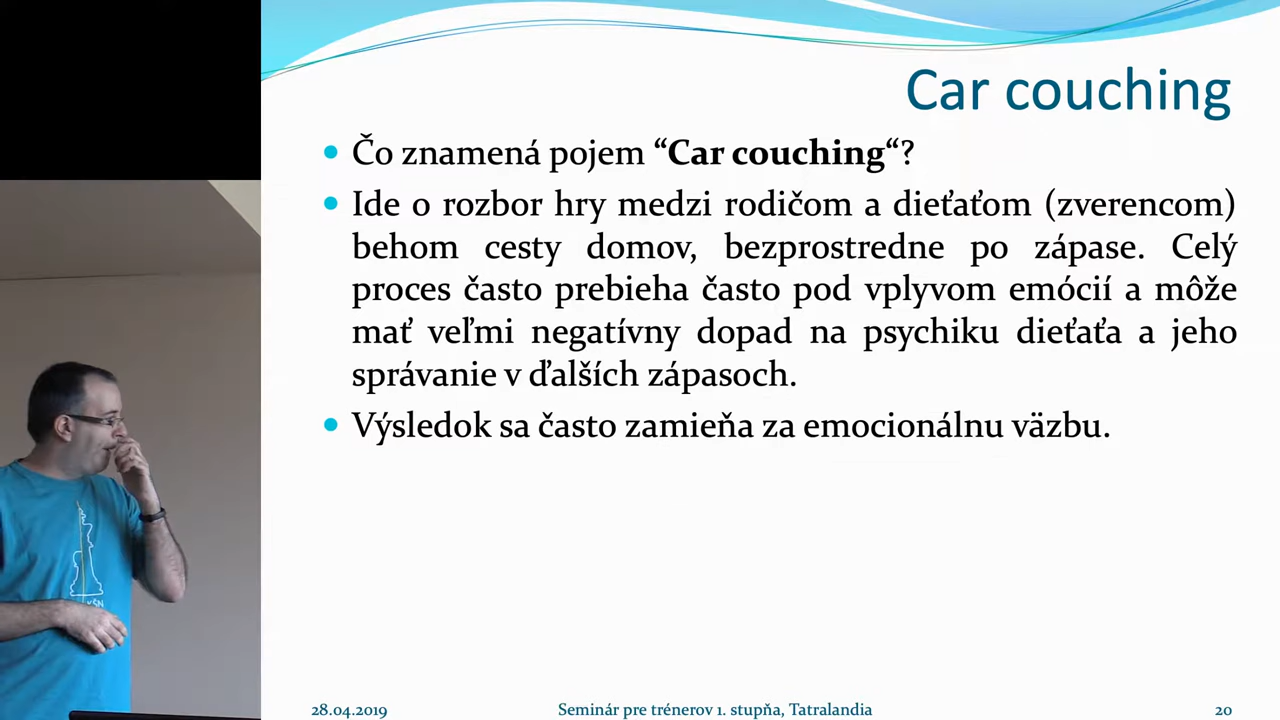 Car couching
Čo znamená pojem “Car couching“?
Ide o rozbor hry medzi rodičom a dieťaťom (zverencom)
behom cesty domov, bezprostredne po zápase. Celý
proces často prebieha často pod vplyvom emócií a môže
mať veľmi negatívny dopad na psychiku dieťaťa a jeho
správanie v ďalších zápasoch.
Výsledok sa často zamieňa za emocionálnu väzbu.
28.04.2019
Seminár pre trénerov 1. stupňa, Tatralandia
20